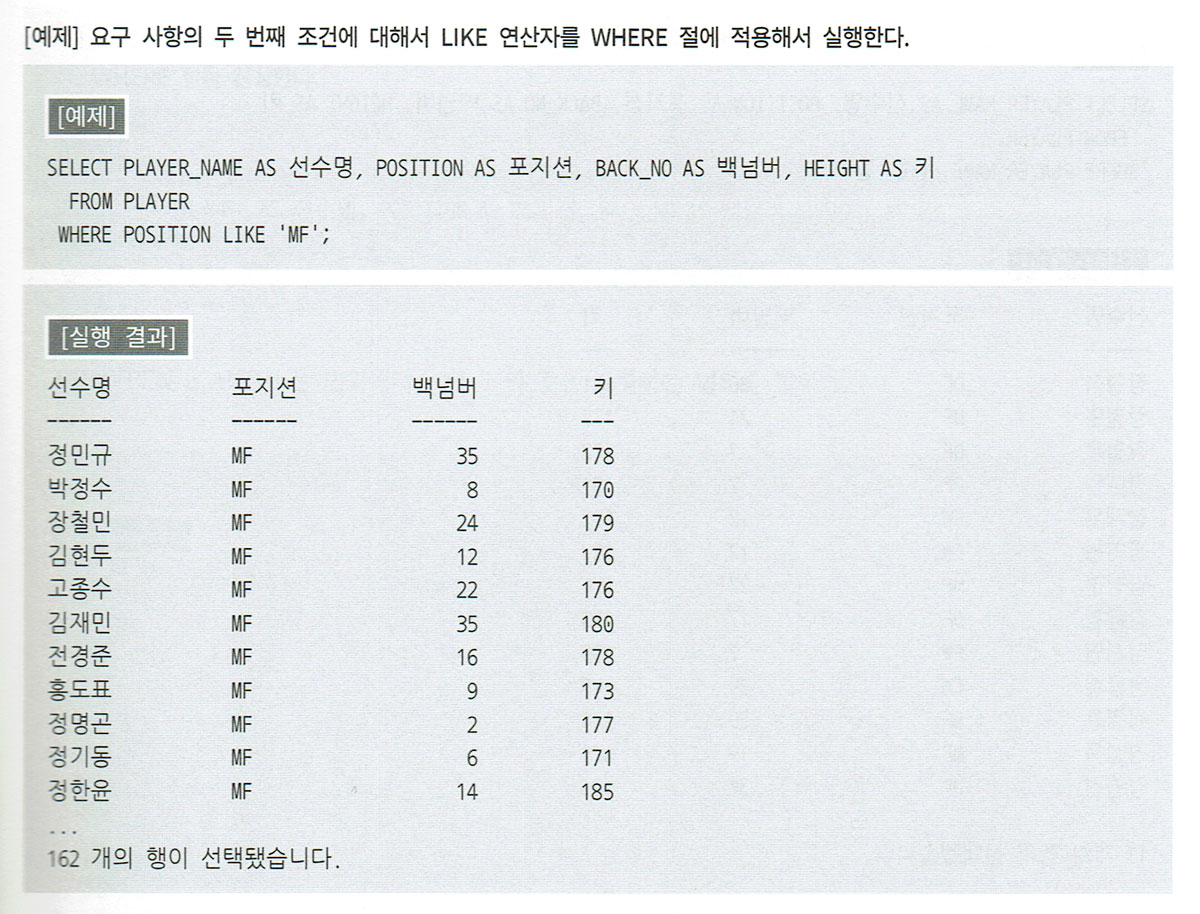 [예제] 요구 사항의 두 번째 조건에 대해서 LIKE 연산자를 WHERE 절에 적용해서 실행한다.
[예제]
SELECT PLAYER_NAME AS 선수명, POSITION AS 포지션, BACK_NO AS 백넘버, HEIGHT AS 키
FROM PLAYER
WHERE POSITION LIKE 'MF';
[실행 결과]
선수명 포지션 백넘버 키
------ ------ ------ ---
정민규 MF 35 178
박정수 MF 8 170
장철민 MF 24 179
김현두 MF 12 176
고종수 MF 22 176
김재민 MF 35 180
전경준 MF 16 178
홍도표 MF 9 173
정명곤 MF 2 177
정기동 MF 6 171
정한윤 MF 14 185
...
162 개의 행이 선택됐습니다.